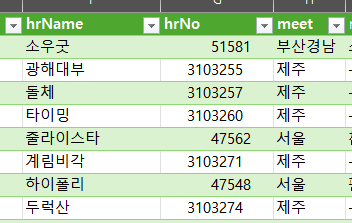 hrName hrNo meet
소우굿 51581 부산경남
광해대부 3103255 제주
돌체 3103257 제주
타이밍 3103260 제주
줄라이스타 47562 서울
계림비각 3103271 제주
하이폴리 47548 서울
두럭산 3103274 제주